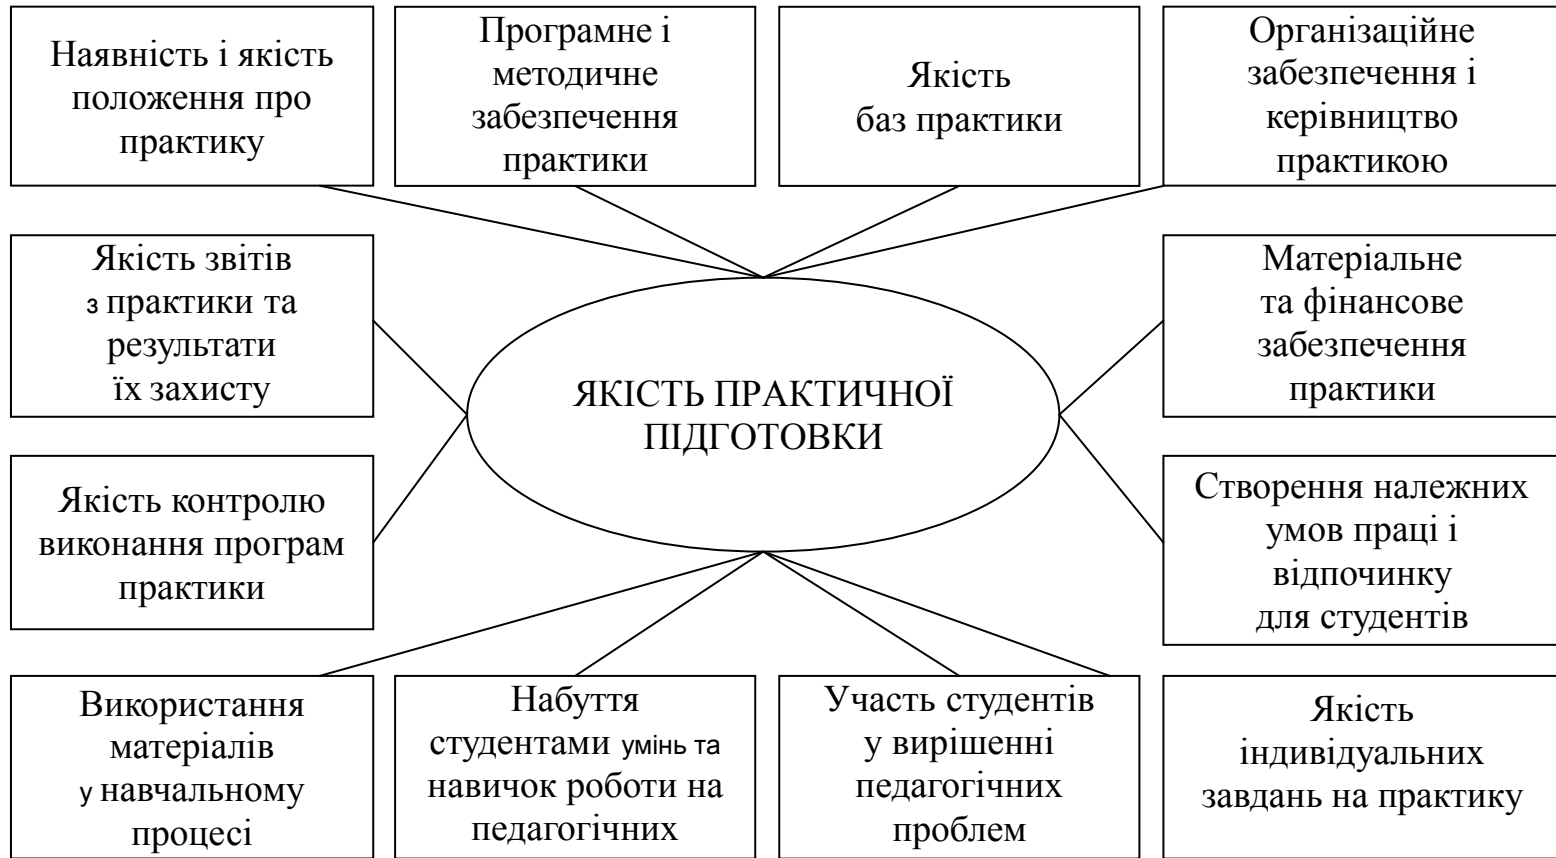 Наявність і якість
положення про
практику
Програмне і
методичне
забезпечення
практики
Якість
баз практики
Організаційне
забезпечення і
керівництво
практикою
Якість звітів
з практики та
результати
їх захисту
ЯКІСТЬ ПРАКТИЧНОЇ
ПІДГОТОВКИ
Матеріальне
та фінансове
забезпечення
практики
Якість контролю
виконання програм
практики
Створення належних
умов праці і
відпочинку
для студентів
Використання
матеріалів
у навчальному
процесі
Набуття
студентами умінь та
навичок роботи на
педагогічних
Участь студентів
у вирішенні
педагогічних
проблем
Якість
індивідуальних
завдань на практику